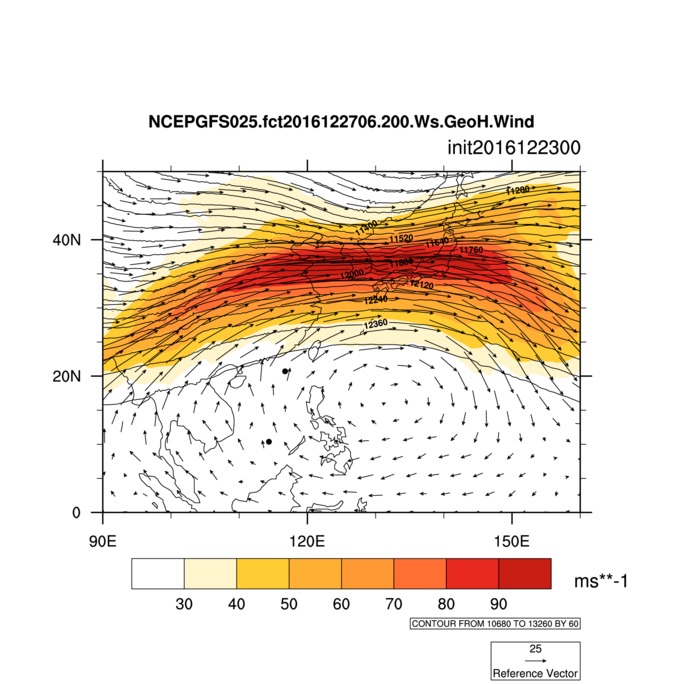 NCEPGFS025.fct2016122706.200.Ws.GeoH.Wind
init2016122300
11280
11400
11520
11640
11760
11880
12000
12120
12240
12360
40N
20N
0
90E 120E 150E
30 40 50 60 70 80 90
ms**-1
CONTOUR FROM 10680 TO 13260 BY 60
25
Reference Vector